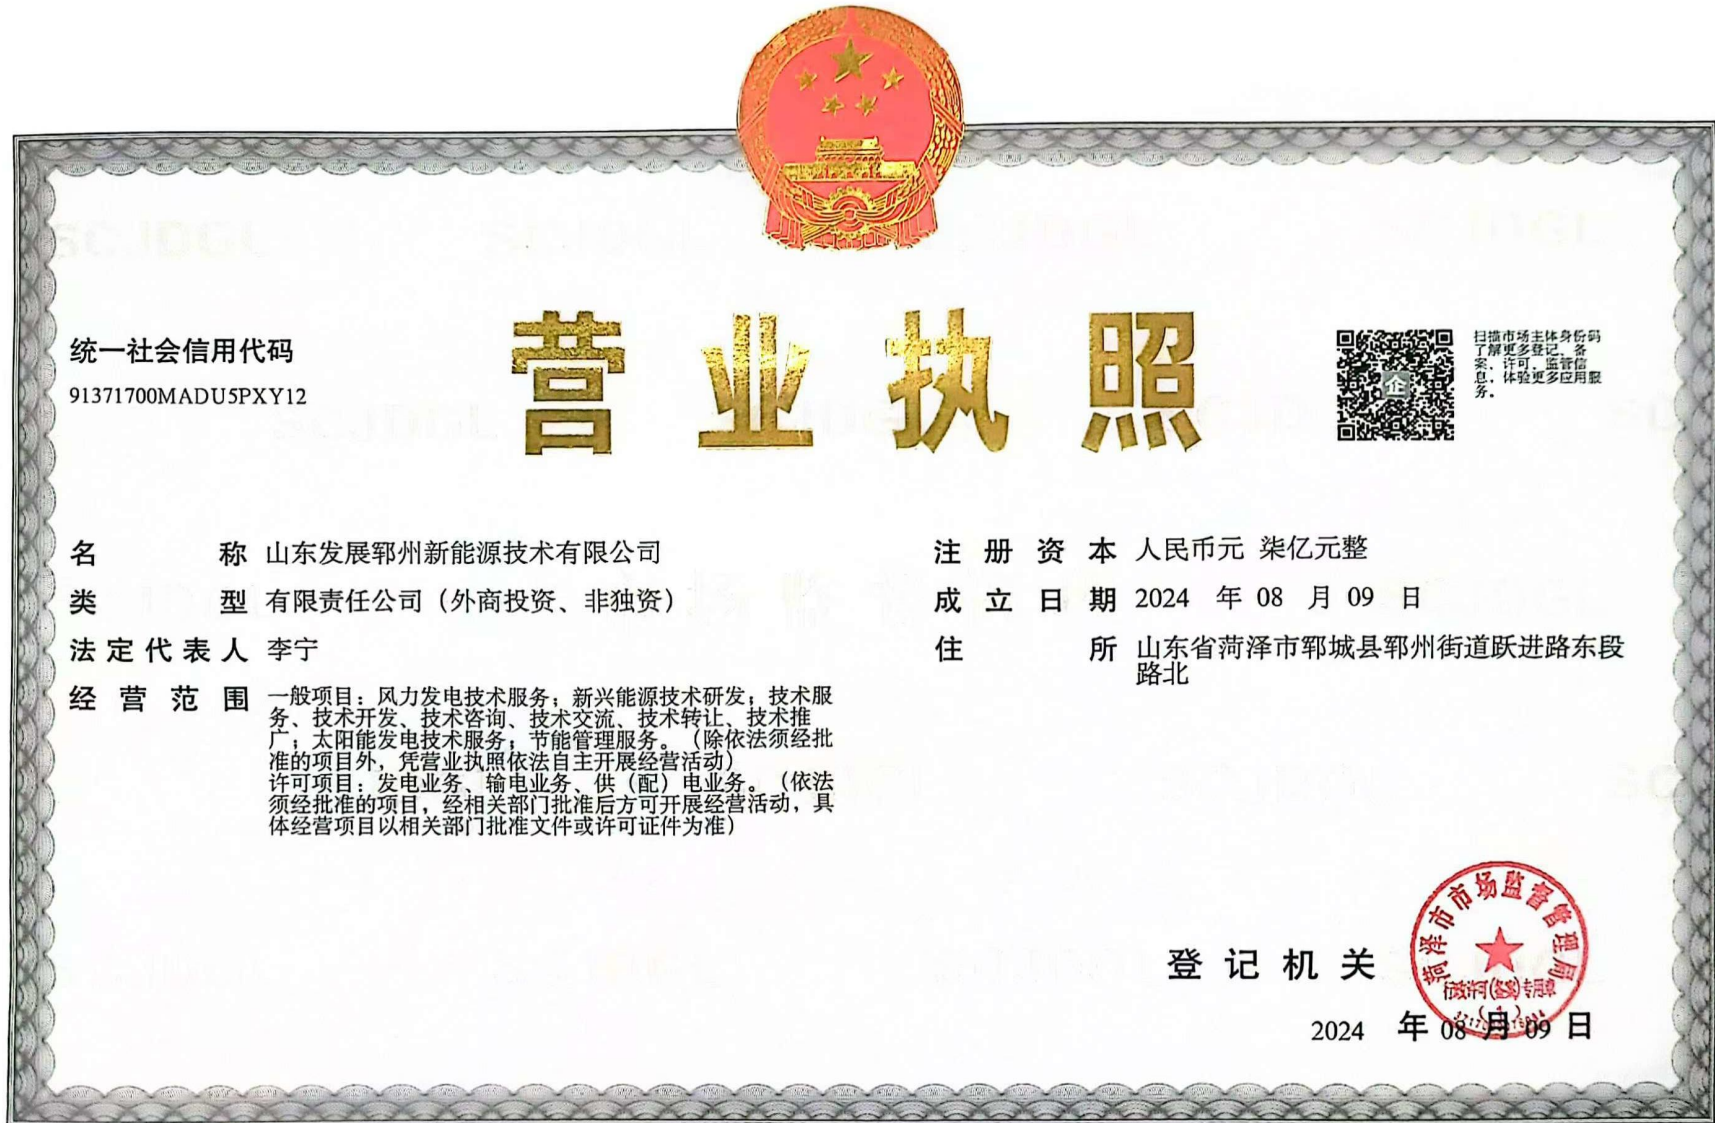 营业执照
统一社会信用代码
91371700MADU5PXY12
扫描市场主体身份码
了解更多登记、备
案、许可、监管信
息，体验更多应用服
务。
企
名 称 山东发展郓州新能源技术有限公司
类 型 有限责任公司（外商投资、非独资）
法定代表人 李宁
经营范围 一般项目：风力发电技术服务；新兴能源技术研发；技术服
务、技术开发、技术咨询、技术交流、技术转让、技术推
广；太阳能发电技术服务；节能管理服务。（除依法须经批
准的项目外，凭营业执照依法自主开展经营活动）
许可项目：发电业务、输电业务、供（配）电业务。（依法
须经批准的项目，经相关部门批准后方可开展经营活动，具
体经营项目以相关部门批准文件或许可证件为准）
注册资本 人民币元 柒亿元整
成立日期 2024 年 08 月 09 日
住 所 山东省菏泽市郓城县郓州街道跃进路东段
路北
登记机关
菏泽市市场监督管理局
行政许可(备案)专用章
2024 年 08 月 09 日